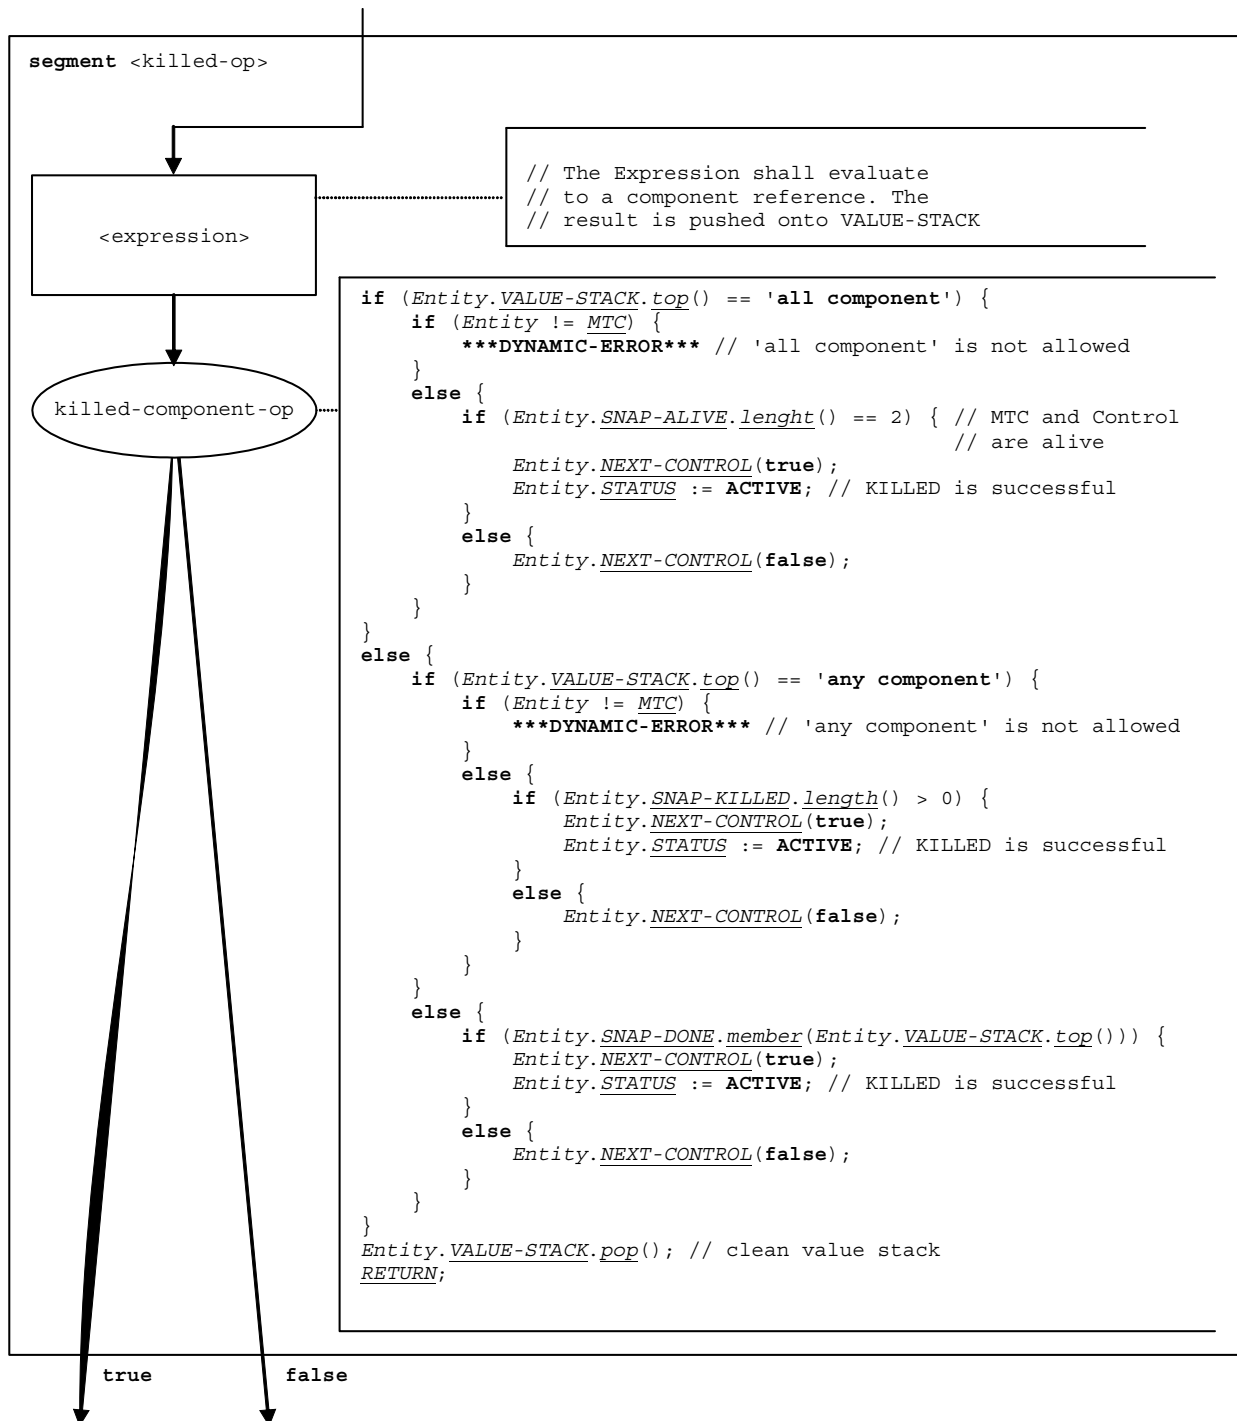 segment <killed-op>
// The Expression shall evaluate
// to a component reference. The
// result is pushed onto VALUE-STACK
<expression>
killed-component-op
if (Entity.VALUE-STACK.top() == 'all component') {
if (Entity != MTC) {
***DYNAMIC-ERROR*** // 'all component' is not allowed
}
else {
if (Entity.SNAP-ALIVE.lenght() == 2) { // MTC and Control
// are alive
Entity.NEXT-CONTROL(true);
Entity.STATUS := ACTIVE; // KILLED is successful
}
else {
Entity.NEXT-CONTROL(false);
}
}
}
else {
if (Entity.VALUE-STACK.top() == 'any component') {
if (Entity != MTC) {
***DYNAMIC-ERROR*** // 'any component' is not allowed
}
else {
if (Entity.SNAP-KILLED.length() > 0) {
Entity.NEXT-CONTROL(true);
Entity.STATUS := ACTIVE; // KILLED is successful
}
else {
Entity.NEXT-CONTROL(false);
}
}
}
else {
if (Entity.SNAP-DONE.member(Entity.VALUE-STACK.top())) {
Entity.NEXT-CONTROL(true);
Entity.STATUS := ACTIVE; // KILLED is successful
}
else {
Entity.NEXT-CONTROL(false);
}
}
}
Entity.VALUE-STACK.pop(); // clean value stack
RETURN;
true
false